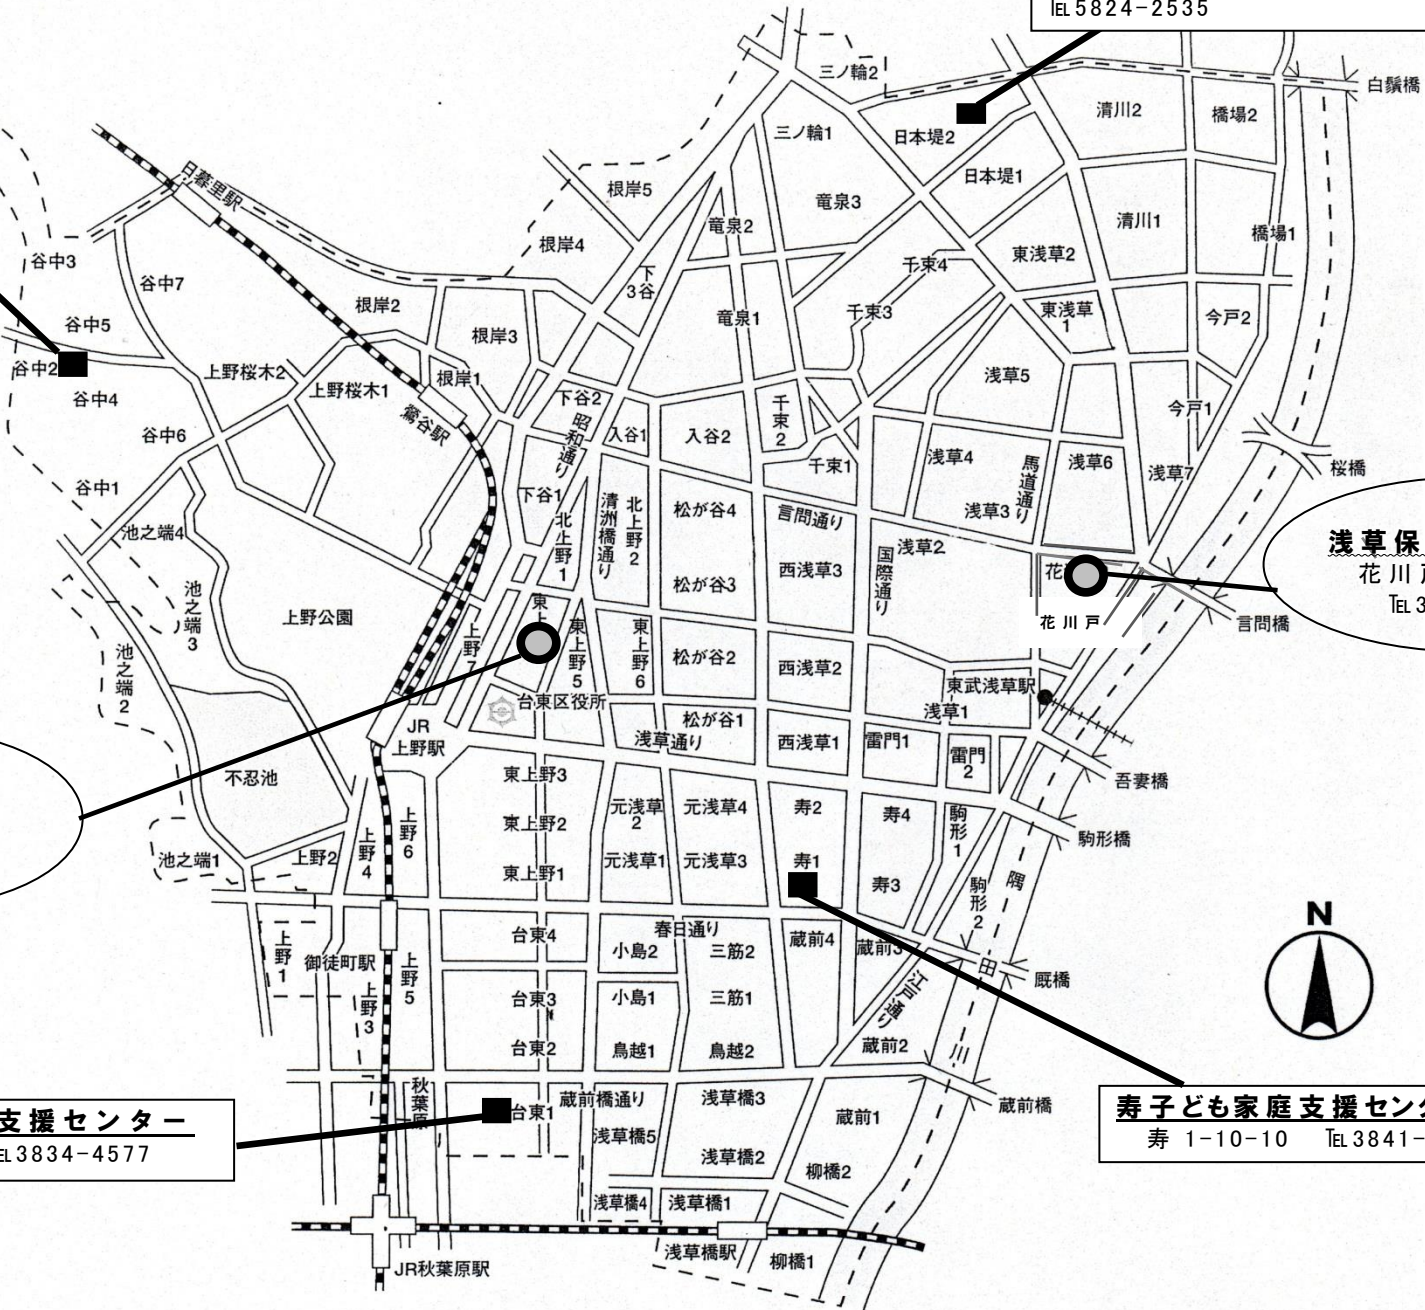 ℡5824-2535
三ノ輪2
白鬚橋
清川2
橋場2
三ノ輪1
日本堤2
日暮里駅
根岸5
日本堤1
竜泉3
清川1
竜泉2
橋場1
根岸4
谷中3
千束4
東浅草2
谷中7
下谷3
根岸2
竜泉1
千束3
東浅草1
今戸2
谷中5
根岸3
谷中2
上野桜木2
上野桜木1
根岸1
浅草5
谷中4
下谷2
今戸1
鶯谷駅
昭和通り
千束2
谷中6
入谷1
入谷2
浅草4
馬道通り
浅草6
浅草7
桜橋
千束1
谷中1
下谷1
清洲橋通り
北上野2
松が谷4
言問通り
浅草3
池之端4
北上野1
国際通り
浅草2
浅草保
花川戸
℡3
西浅草3
松が谷3
池之端3
上野公園
花川戸
言問橋
東上
上野7
東上野5
東上野6
松が谷2
西浅草2
池之端2
東武浅草駅
台東区役所
浅草1
松が谷1
JR
上野駅
浅草通り
西浅草1
雷門1
雷門2
不忍池
東上野3
吾妻橋
上野6
東上野2
元浅草2
元浅草4
寿2
寿4
駒形1
駒形橋
池之端1
上野2
上野4
東上野1
元浅草1
元浅草3
寿1
寿3
駒形2
隅田川
N
春日通り
台東4
小島2
三筋2
蔵前4
蔵前3
上野1
御徒町駅
上野5
厩橋
上野3
台東3
小島1
三筋1
江戸通り
台東2
鳥越1
鳥越2
蔵前2
秋葉原
蔵前橋通り
浅草橋3
蔵前橋
台東1
蔵前1
支援センター
℡3834-4577
寿子ども家庭支援セン
寿 1-10-10 ℡3841-
浅草橋5
浅草橋2
柳橋2
浅草橋4
浅草橋1
浅草橋駅
柳橋1
JR秋葉原駅